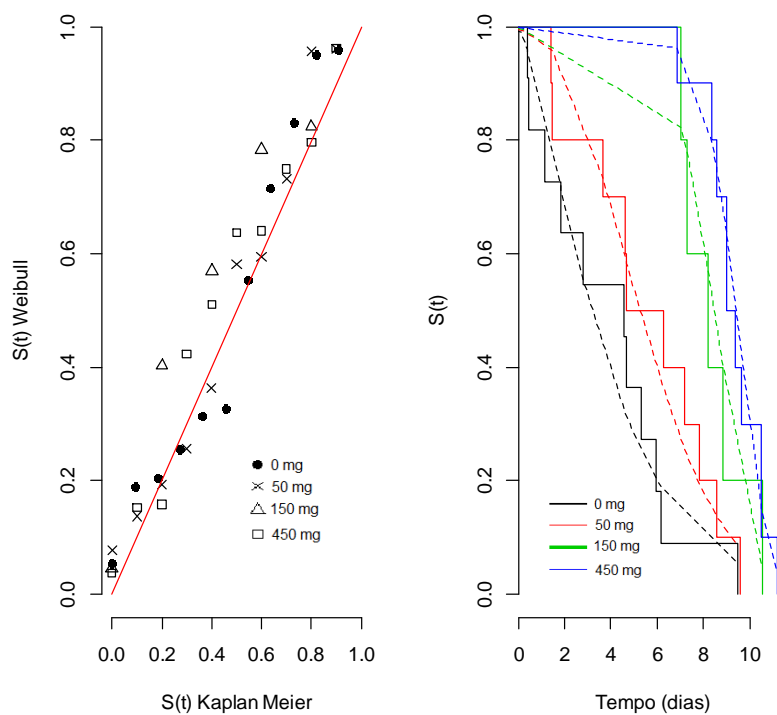 1.0
0.8
0.6
0.4
0.2
0.0
S(t) Weibull
0 mg
50 mg
150 mg
450 mg
0.0 0.2 0.4 0.6 0.8 1.0
S(t) Kaplan Meier
1.0
0.8
0.6
0.4
0.2
0.0
S(t)
0 mg
50 mg
150 mg
450 mg
0 2 4 6 8 10
Tempo (dias)